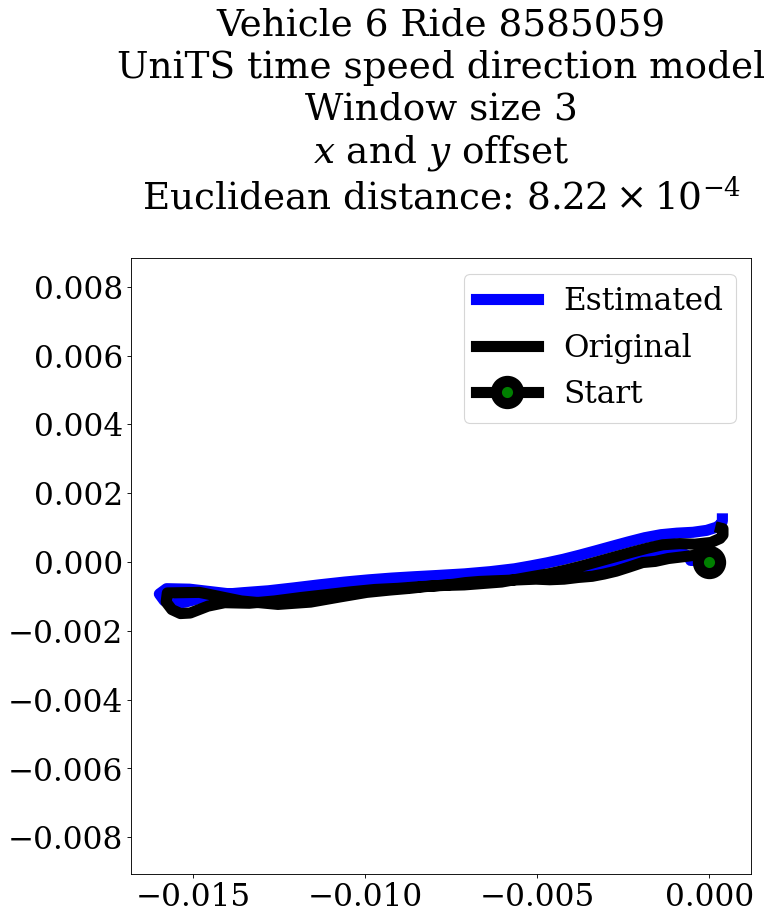 Vehicle 6 Ride 8585059
UniTS time speed direction model
Window size 3
x and y offset
Euclidean distance: 8.22 × 10⁻⁴
Estimated
Original
Start
0.008
0.006
0.004
0.002
0.000
−0.002
−0.004
−0.006
−0.008
−0.015 −0.010 −0.005 0.000